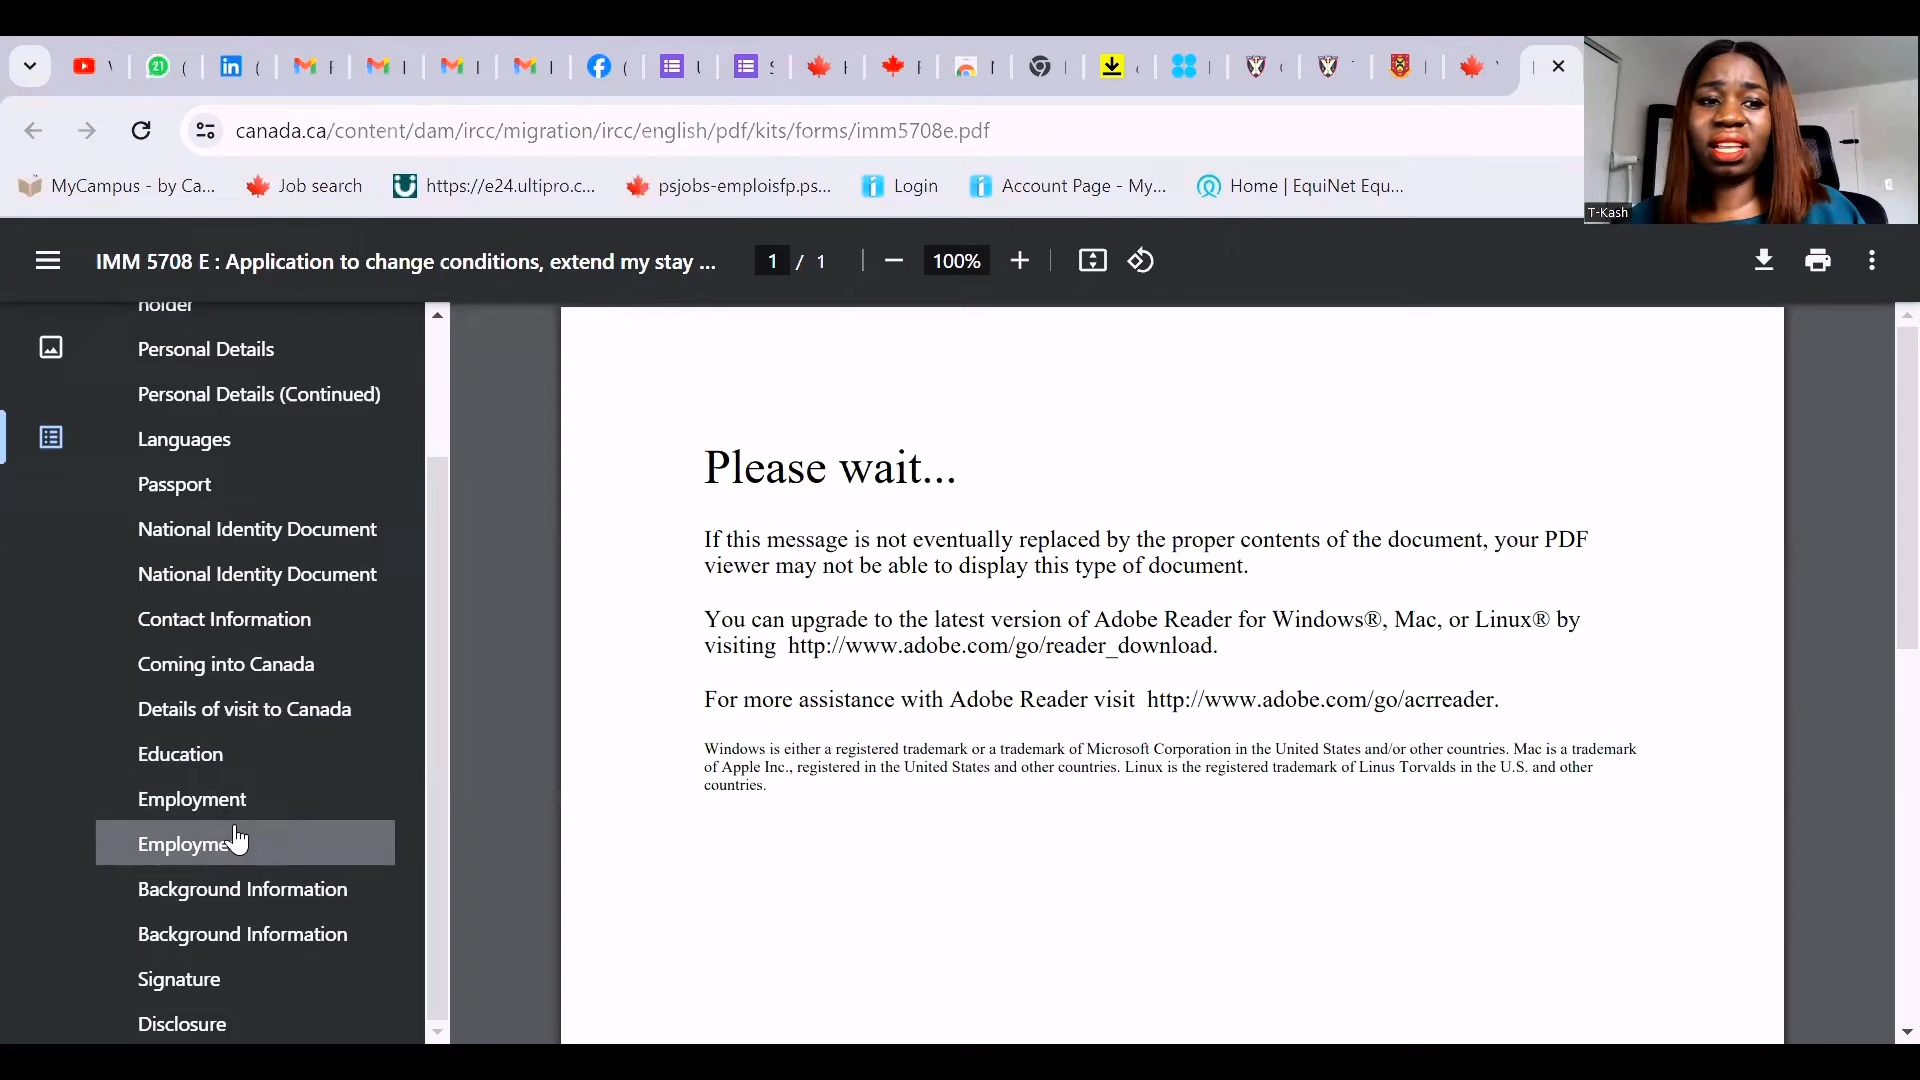 canada.ca/content/dam/ircc/migration/ircc/english/pdf/kits/forms/imm5708e.pdf
MyCampus - by Ca...
Job search
https://e24.ultipro.c...
psjobs-emploisfp.ps...
Login
Account Page - My...
Home | EquiNet Equ...
T-Kash
IMM 5708 E : Application to change conditions, extend my stay ...
1 / 1
100%
holder
Personal Details
Personal Details (Continued)
Languages
Passport
National Identity Document
National Identity Document
Contact Information
Coming into Canada
Details of visit to Canada
Education
Employment
Employme
Background Information
Background Information
Signature
Disclosure
Please wait...
If this message is not eventually replaced by the proper contents of the document, your PDF
viewer may not be able to display this type of document.
You can upgrade to the latest version of Adobe Reader for Windows®, Mac, or Linux® by
visiting http://www.adobe.com/go/reader_download.
For more assistance with Adobe Reader visit http://www.adobe.com/go/acrreader.
Windows is either a registered trademark or a trademark of Microsoft Corporation in the United States and/or other countries. Mac is a trademark
of Apple Inc., registered in the United States and other countries. Linux is the registered trademark of Linus Torvalds in the U.S. and other
countries.